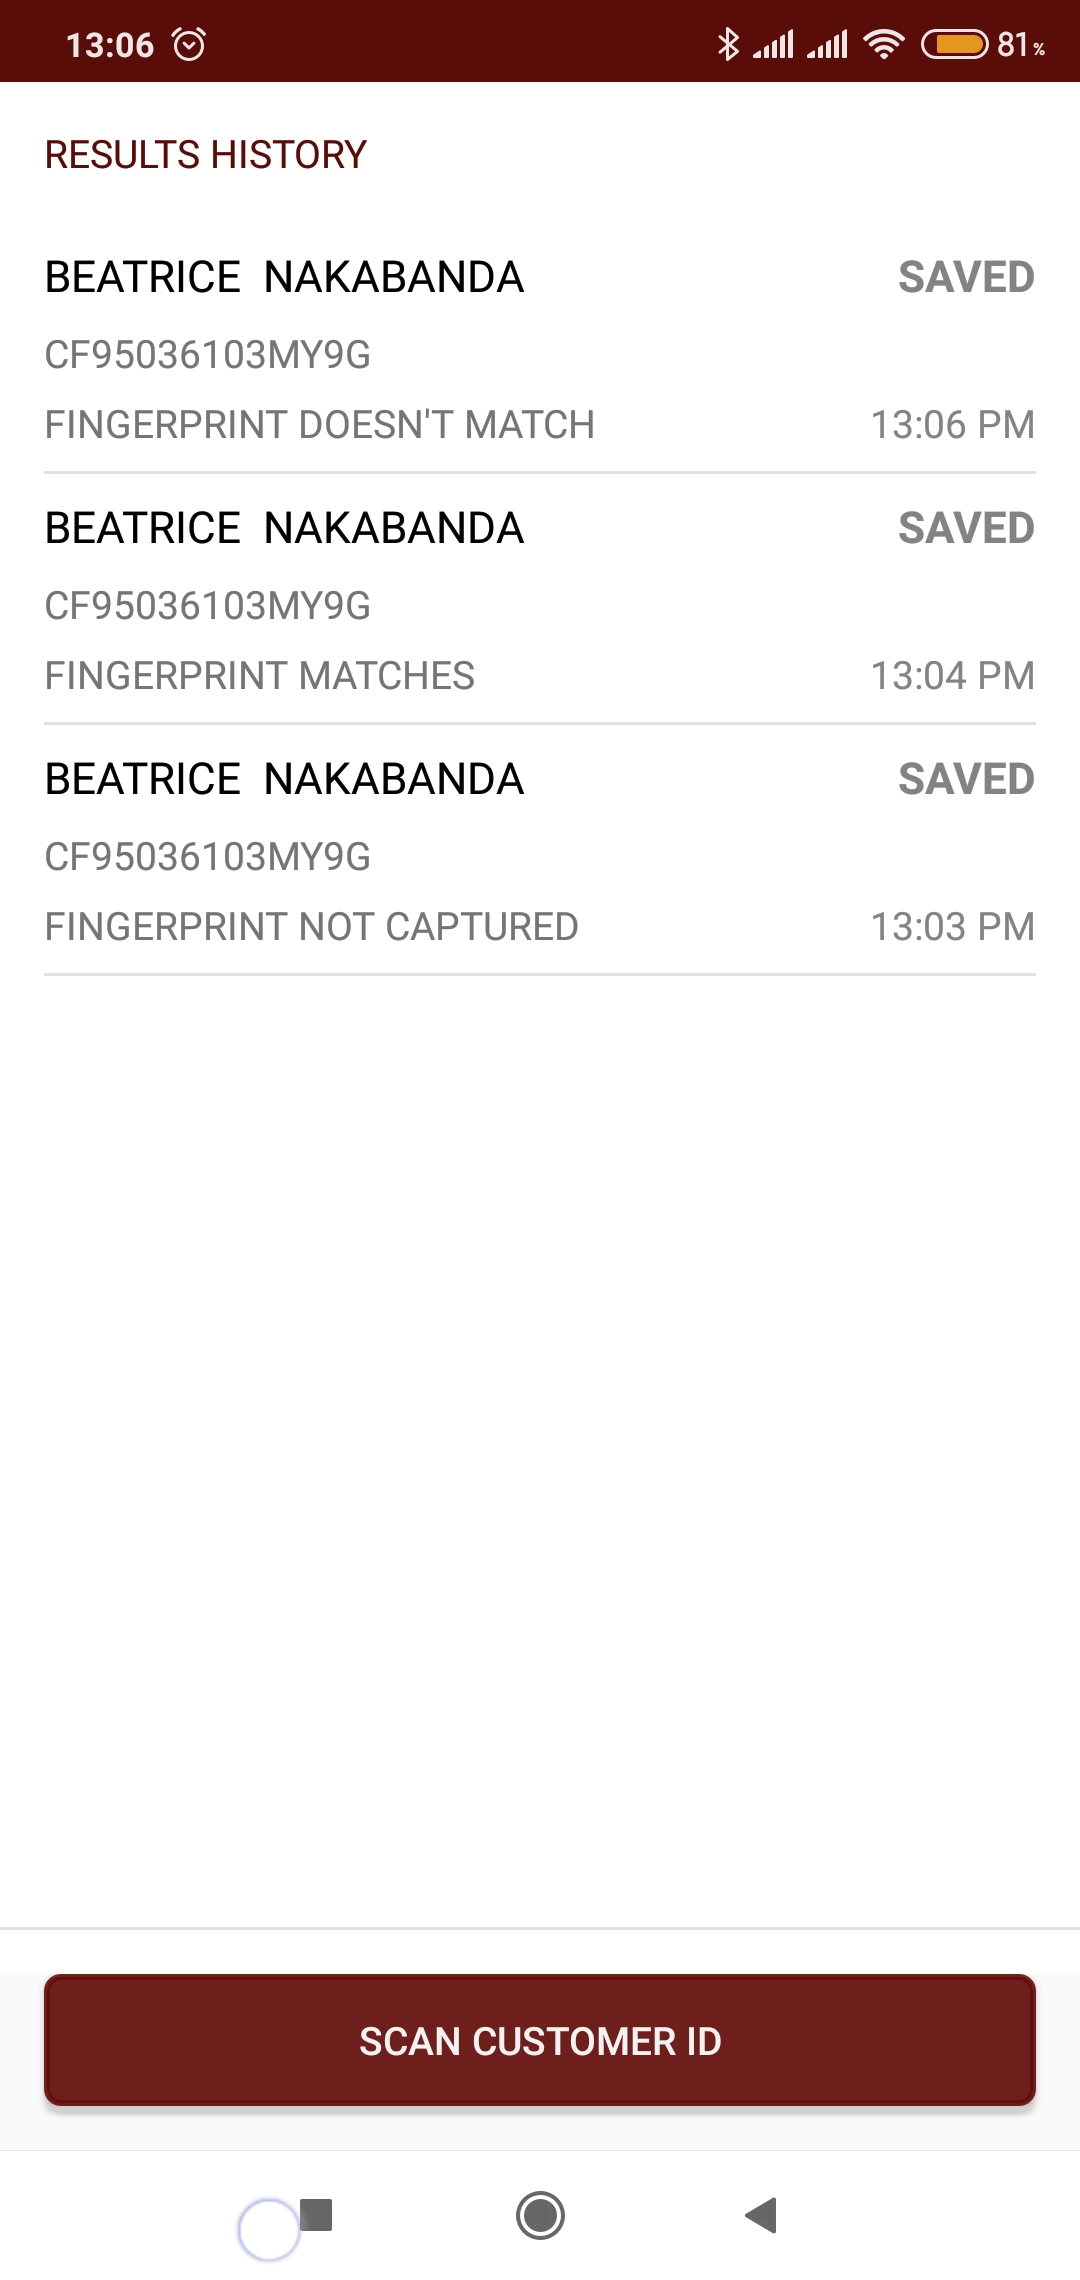 13:06 81%
RESULTS HISTORY
BEATRICE  NAKABANDA SAVED
CF95036103MY9G
FINGERPRINT DOESN'T MATCH 13:06 PM
BEATRICE  NAKABANDA SAVED
CF95036103MY9G
FINGERPRINT MATCHES 13:04 PM
BEATRICE  NAKABANDA SAVED
CF95036103MY9G
FINGERPRINT NOT CAPTURED 13:03 PM
SCAN CUSTOMER ID